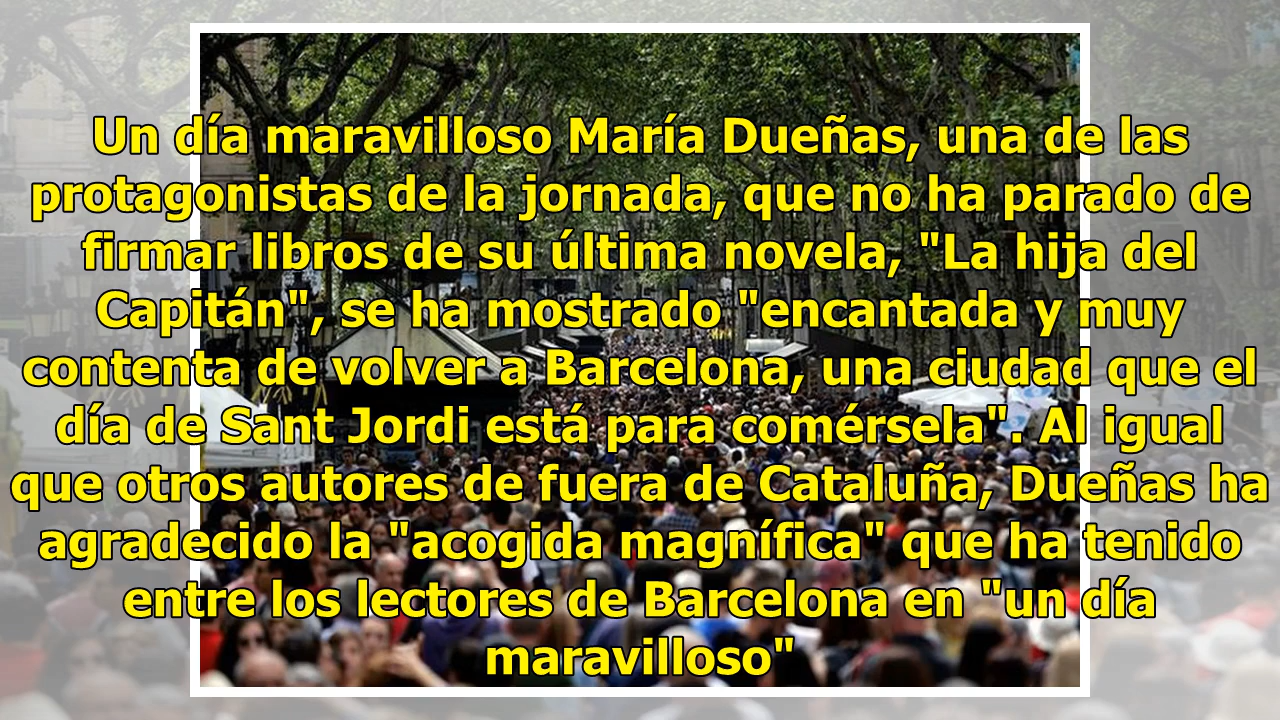 Un día maravilloso María Dueñas, una de las
protagonistas de la jornada, que no ha parado de
firmar libros de su última novela, "La hija del
Capitán", se ha mostrado "encantada y muy
contenta de volver a Barcelona, una ciudad que el
día de Sant Jordi está para comérsela". Al igual
que otros autores de fuera de Cataluña, Dueñas ha
agradecido la "acogida magnífica" que ha tenido
entre los lectores de Barcelona en "un día
maravilloso"